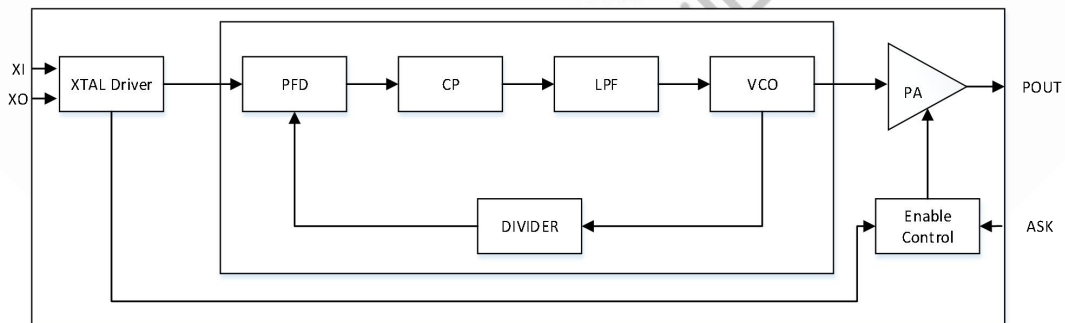 XI
XO
XTAL Driver
PFD
CP
LPF
VCO
PA
POUT
DIVIDER
Enable
Control
ASK